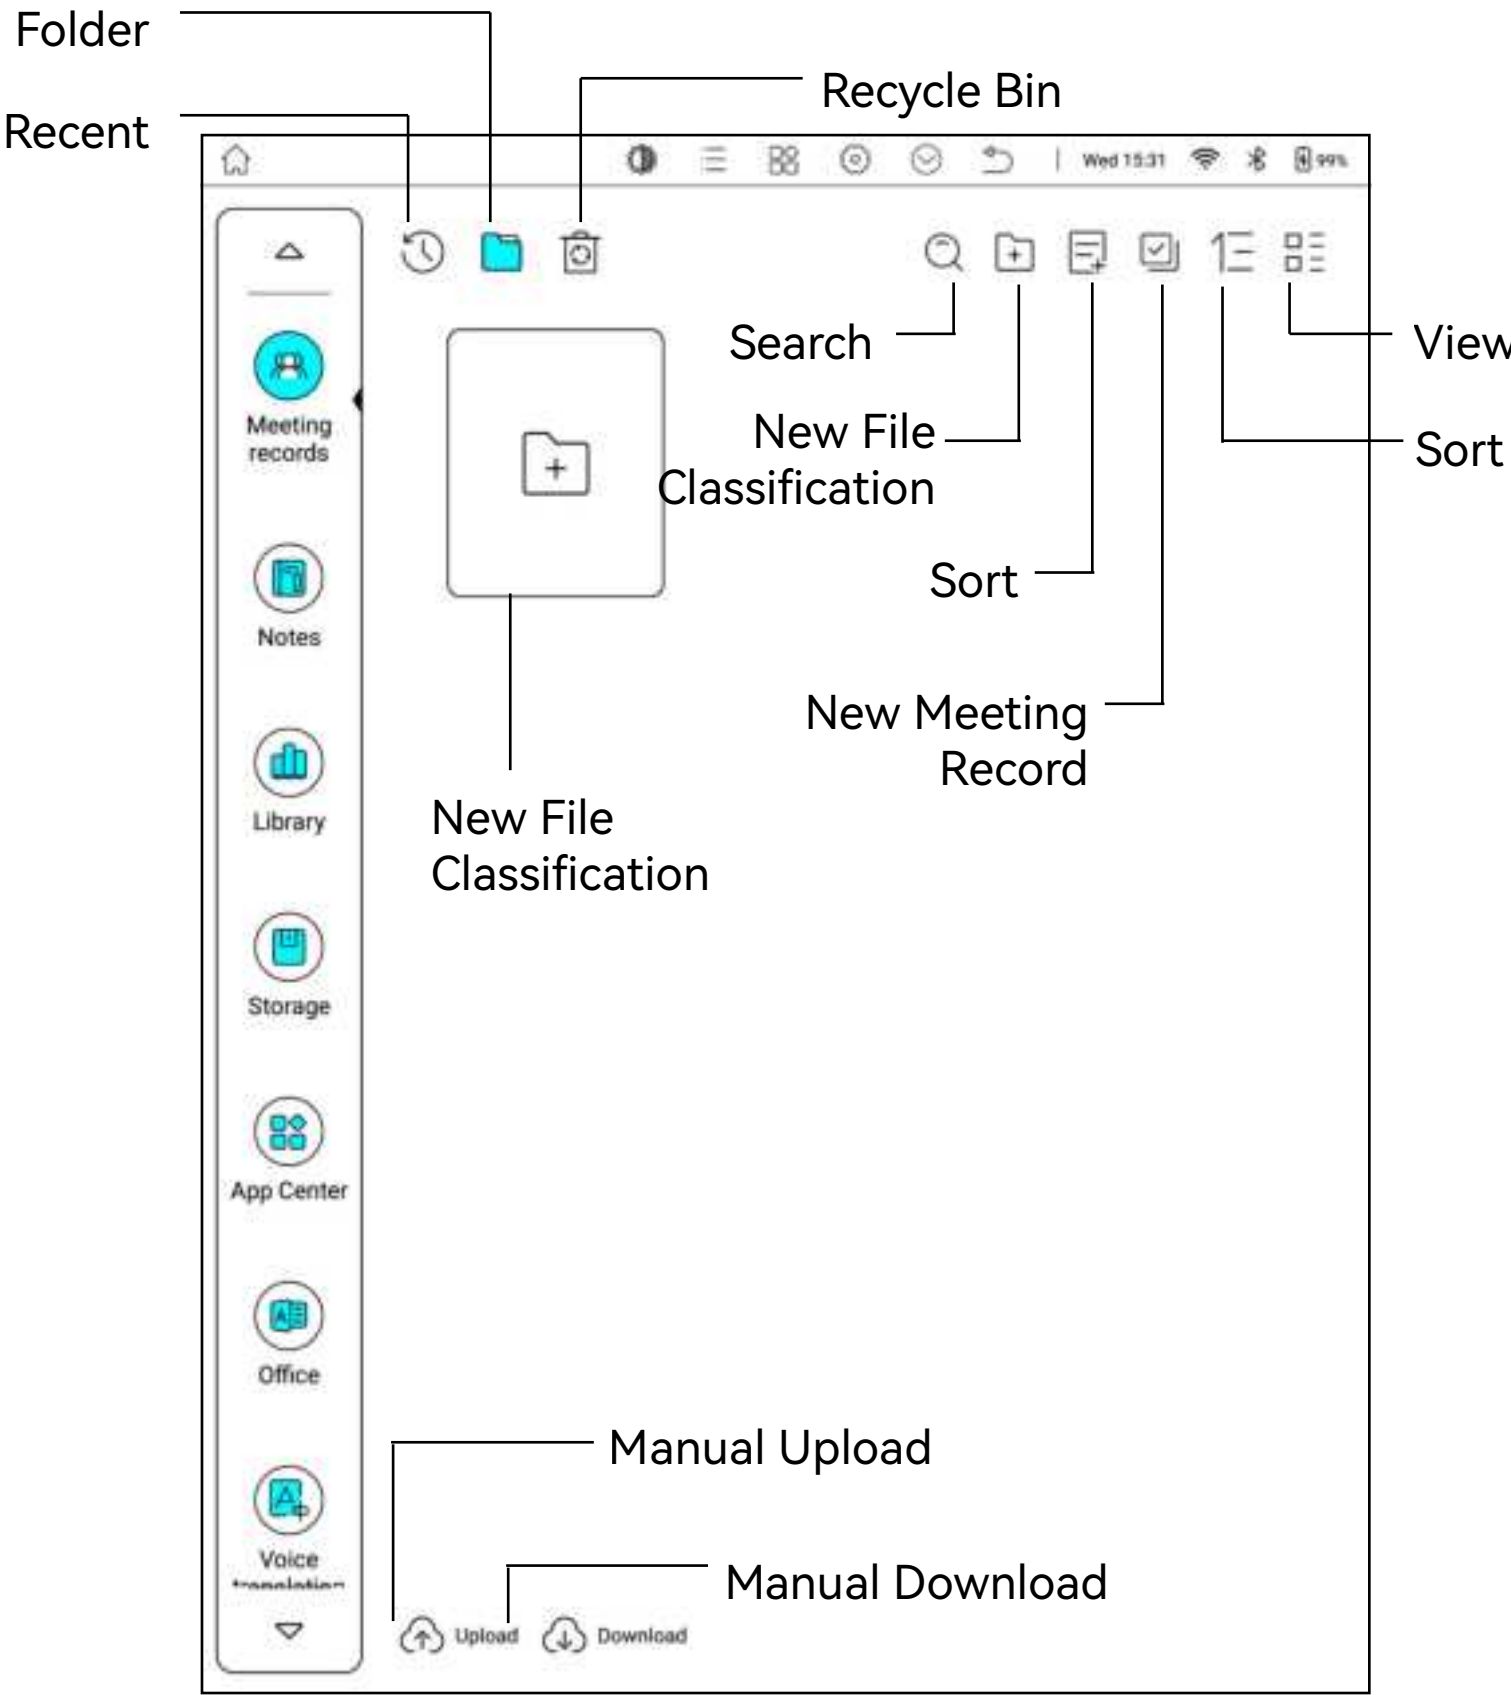 Folder
Recycle Bin
Recent
Wed 15:31
99%
Search
View
Meeting
records
New File
Classification
Sort
Sort
Notes
New Meeting
Record
Library
New File
Classification
Storage
App Center
Office
Manual Upload
Voice
translation
Manual Download
Upload
Download